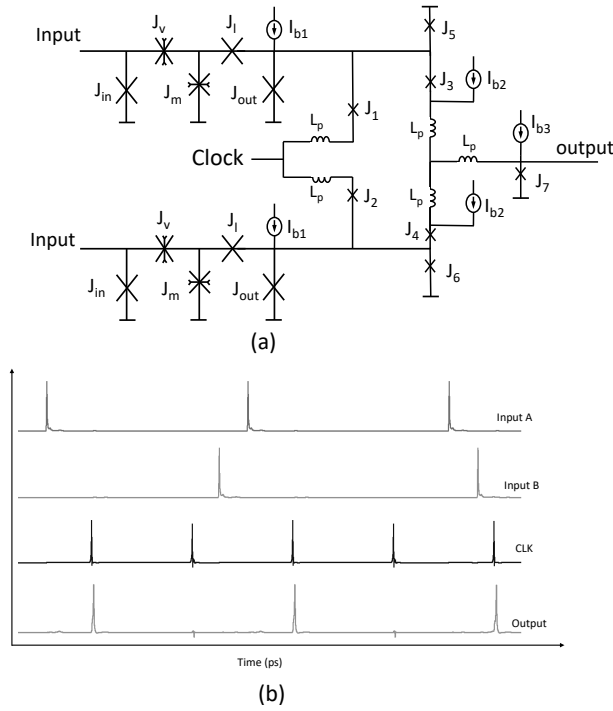 J_5
Input J_v J_l I_b1
J_3 I_b2
J_in J_m J_out
L_p J_1 L_p I_b3
Clock L_p output
L_p J_2 L_p J_7
I_b2
Input J_v J_l I_b1 J_4
J_6
J_in J_m J_out
(a)
Input A
Input B
CLK
Output
Time (ps)
(b)